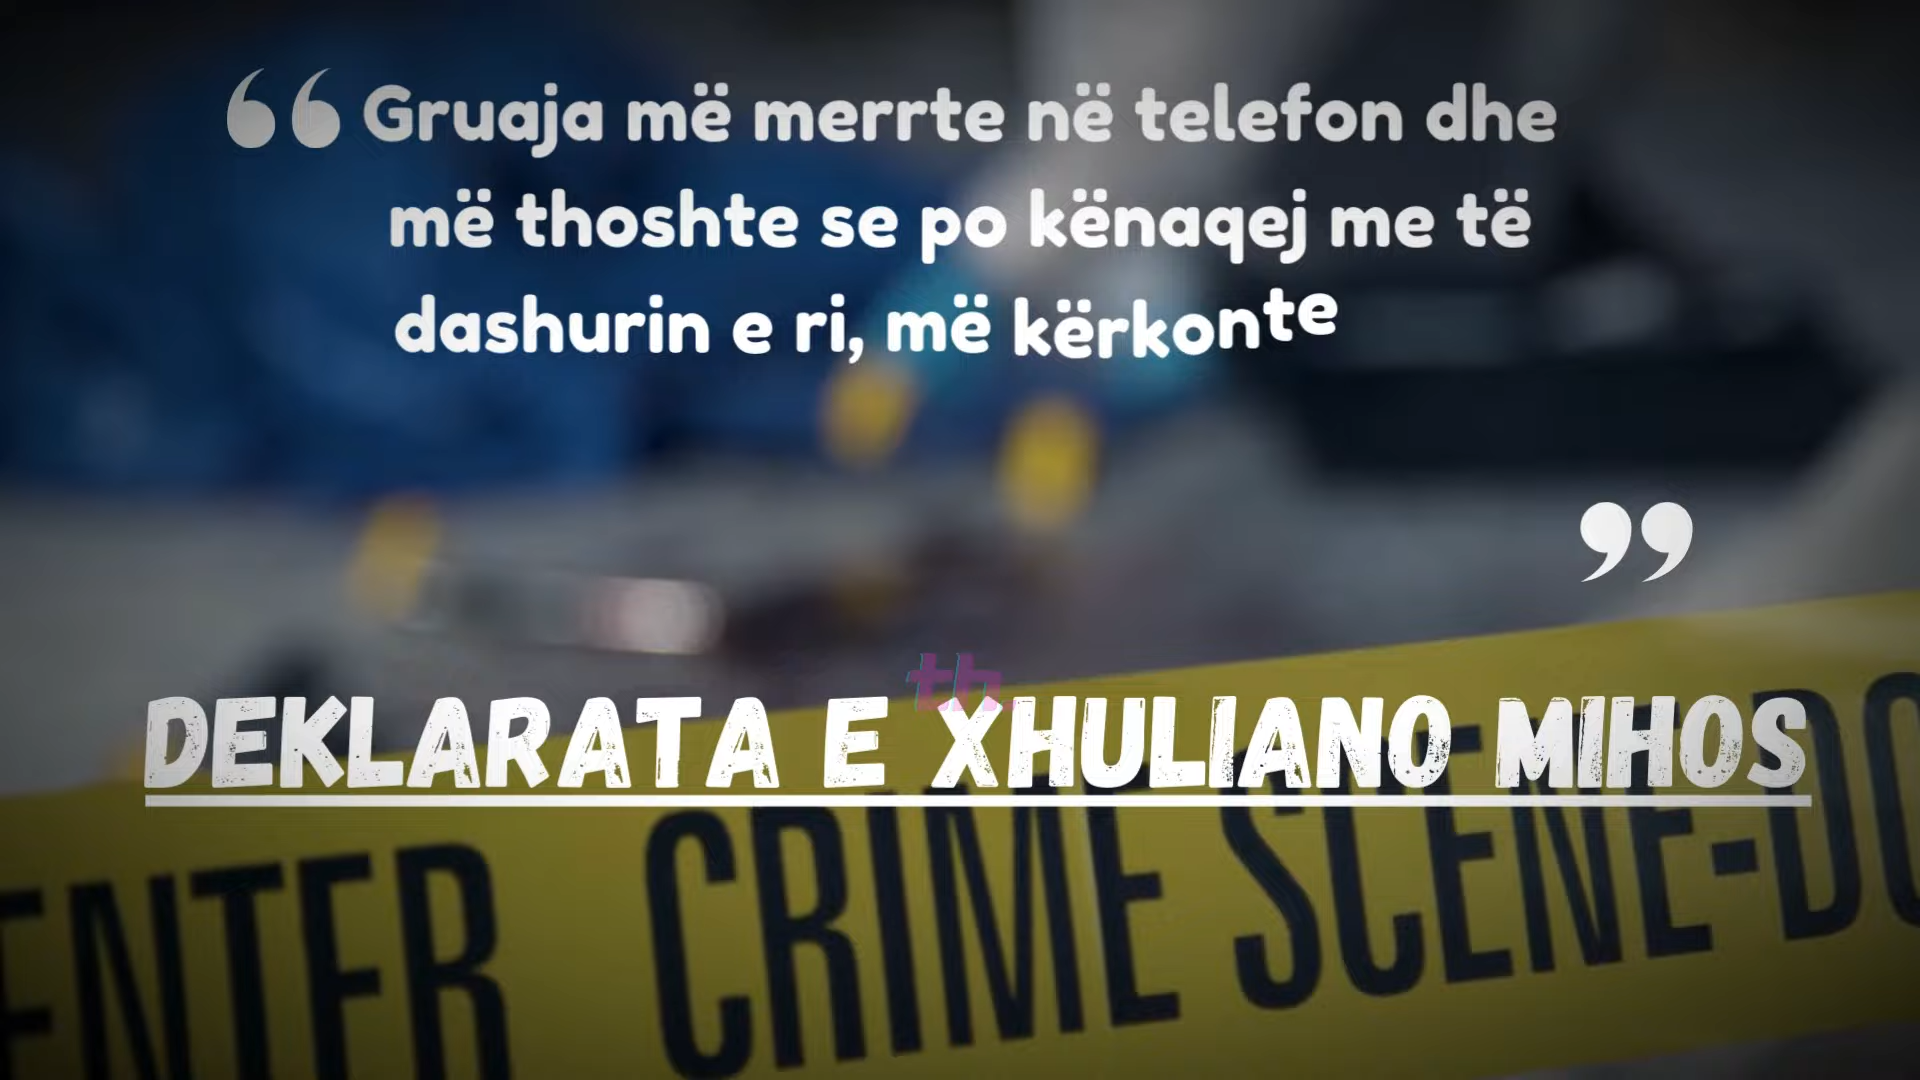 “Gruaja më merrte në telefon dhe
më thoshte se po kënaqej me të
dashurin e ri, më kërkonte
”
th.
DEKLARATA E XHULIANO MIHOS
ENTER CRIME SCENE-DO